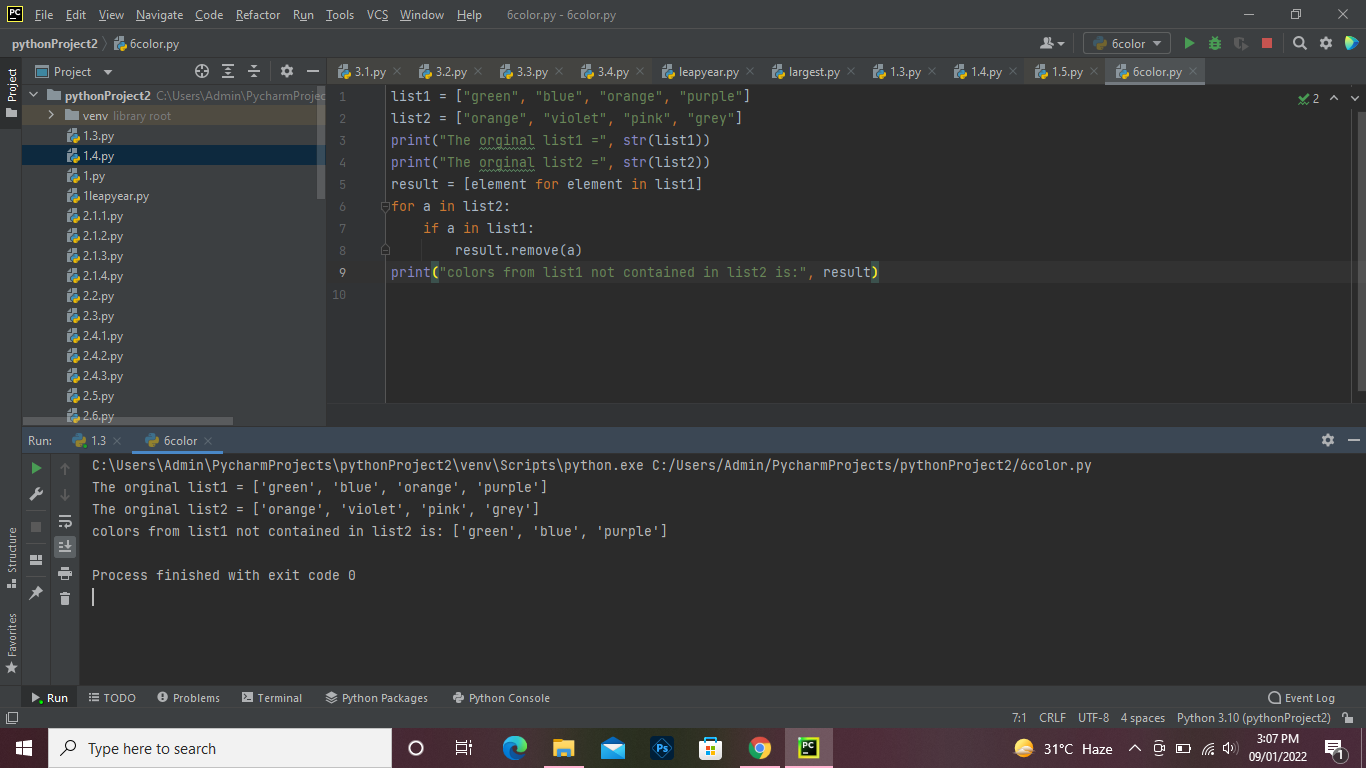 PC File Edit View Navigate Code Refactor Run Tools VCS Window Help 6color.py - 6color.py
pythonProject2 6color.py 6color
Project
Project 3.1.py 3.2.py 3.3.py 3.4.py leapyear.py largest.py 1.3.py 1.4.py 1.5.py 6color.py
pythonProject2 C:\Users\Admin\PycharmProjec
venv library root
1.3.py
1.4.py
1.py
1leapyear.py
2.1.1.py
2.1.2.py
2.1.3.py
2.1.4.py
2.2.py
2.3.py
2.4.1.py
2.4.2.py
2.4.3.py
2.5.py
2.6.py
1 list1 = ["green", "blue", "orange", "purple"]
2 list2 = ["orange", "violet", "pink", "grey"]
3 print("The orginal list1 =", str(list1))
4 print("The orginal list2 =", str(list2))
5 result = [element for element in list1]
6 for a in list2:
7 if a in list1:
8 result.remove(a)
9 print("colors from list1 not contained in list2 is:", result)
10
2
Run: 1.3 6color
C:\Users\Admin\PycharmProjects\pythonProject2\venv\Scripts\python.exe C:/Users/Admin/PycharmProjects/pythonProject2/6color.py
The orginal list1 = ['green', 'blue', 'orange', 'purple']
The orginal list2 = ['orange', 'violet', 'pink', 'grey']
colors from list1 not contained in list2 is: ['green', 'blue', 'purple']
Process finished with exit code 0
Structure
Favorites
Run TODO Problems Terminal Python Packages Python Console Event Log
7:1 CRLF UTF-8 4 spaces Python 3.10 (pythonProject2)
Type here to search Ps PC 31°C Haze 3:07 PM
09/01/2022 1